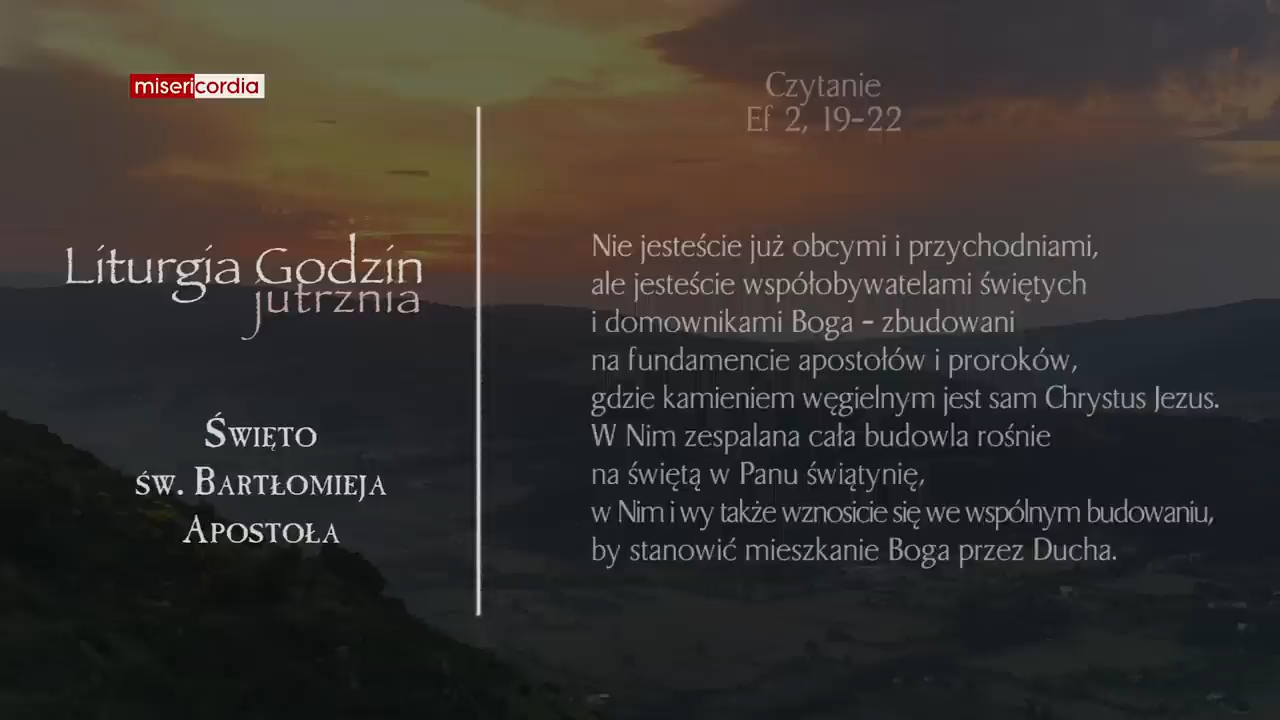 misericordia
Liturgia Godzin
jutrznia
Święto
św. Bartłomieja
Apostoła
Czytanie
Ef 2, 19-22
Nie jesteście już obcymi i przychodniami,
ale jesteście współobywatelami świętych
i domownikami Boga - zbudowani
na fundamencie apostołów i proroków,
gdzie kamieniem węgielnym jest sam Chrystus Jezus.
W Nim zespalana cała budowla rośnie
na świętą w Panu świątynię,
w Nim i wy także wznosicie się we wspólnym budowaniu,
by stanowić mieszkanie Boga przez Ducha.